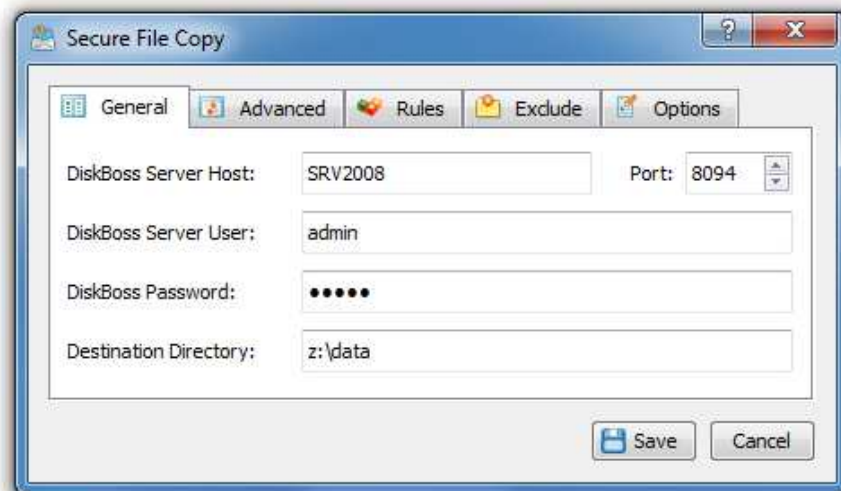 Secure File Copy
General Advanced Rules Exclude Options
DiskBoss Server Host: SRV2008 Port: 8094
DiskBoss Server User: admin
DiskBoss Password: •••••
Destination Directory: z:\data
Save Cancel